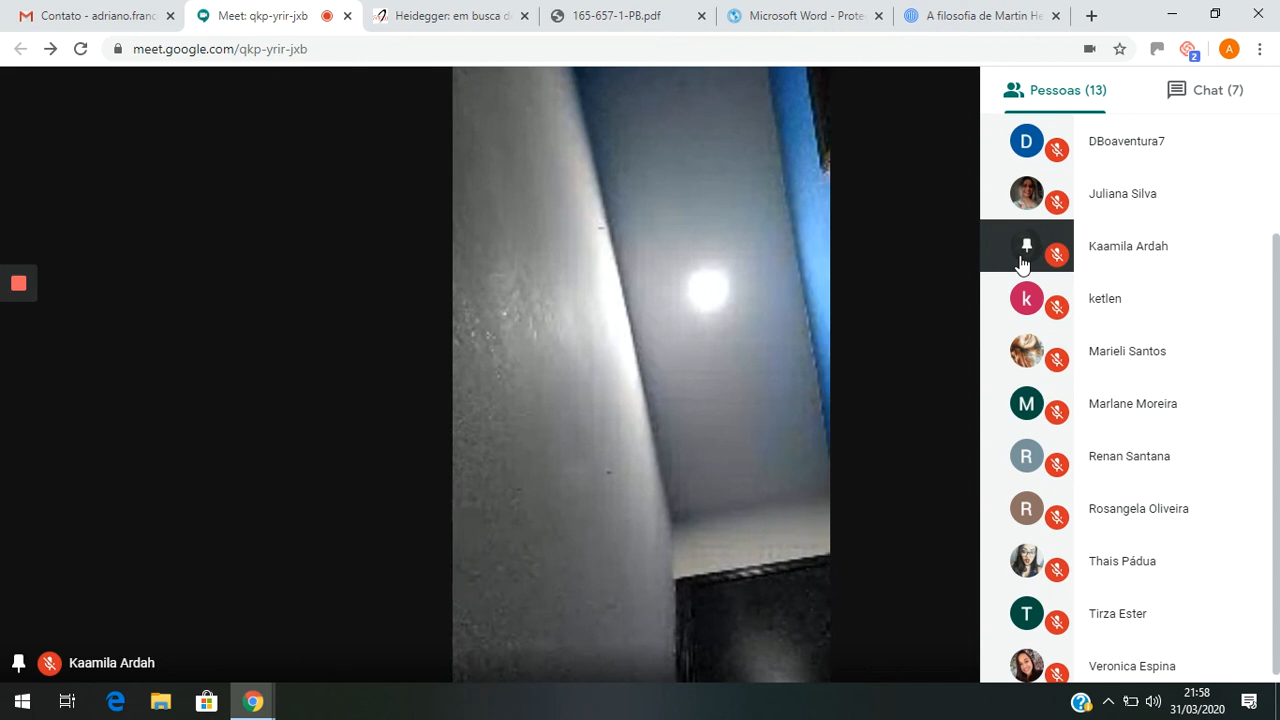 Contato - adriano.franc
Meet: qkp-yrir-jxb
Heidegger: em busca d
165-657-1-PB.pdf
Microsoft Word - Prote
A filosofia de Martin He
meet.google.com/qkp-yrir-jxb
2
A
Pessoas (13)
Chat (7)
D
DBoaventura7
Juliana Silva
Kaamila Ardah
k
ketlen
Marieli Santos
M
Marlane Moreira
R
Renan Santana
R
Rosangela Oliveira
Thais Pádua
T
Tirza Ester
Veronica Espina
Kaamila Ardah
21:58
31/03/2020